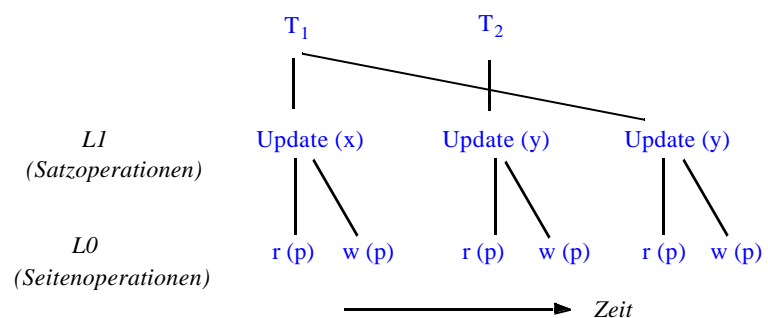 T1 T2
L1 Update (x) Update (y) Update (y)
(Satzoperationen)
L0 r (p) w (p) r (p) w (p) r (p) w (p)
(Seitenoperationen)
Zeit